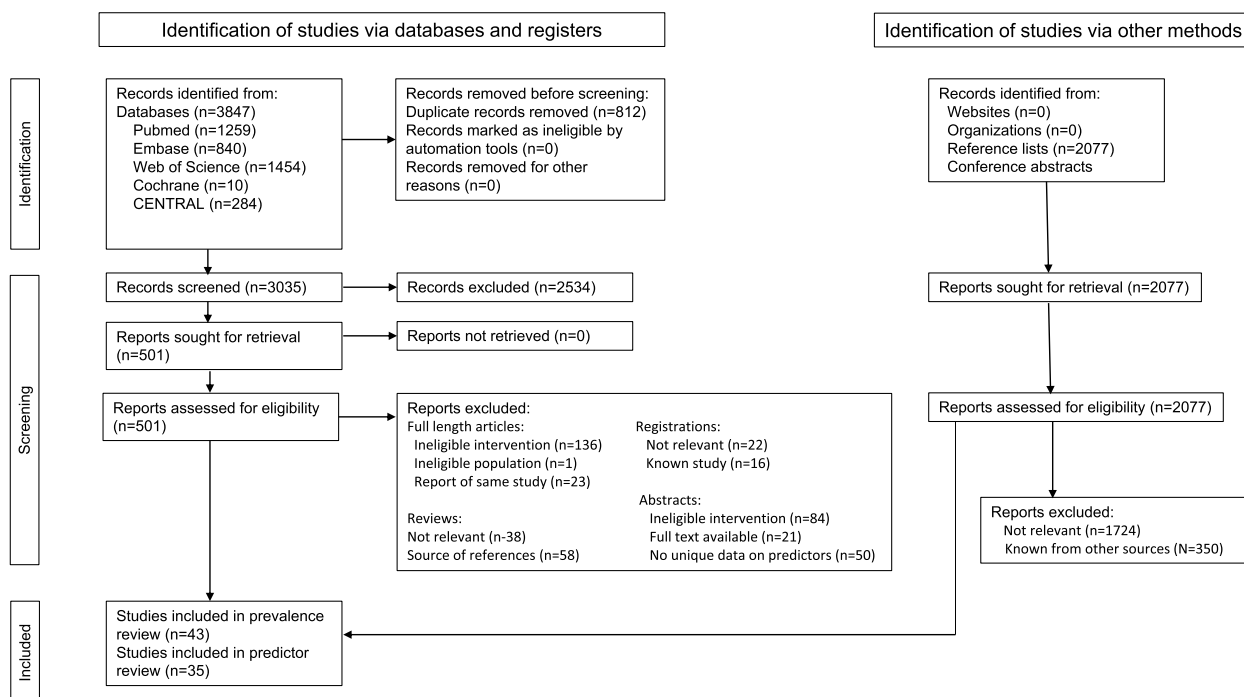 Identification of studies via databases and registers
Identification of studies via other methods
Identification
Records identified from:
Databases (n=3847)
Pubmed (n=1259)
Embase (n=840)
Web of Science (n=1454)
Cochrane (n=10)
CENTRAL (n=284)
Records removed before screening:
Duplicate records removed (n=812)
Records marked as ineligible by
automation tools (n=0)
Records removed for other
reasons (n=0)
Records identified from:
Websites (n=0)
Organizations (n=0)
Reference lists (n=2077)
Conference abstracts
Screening
Records screened (n=3035)
Records excluded (n=2534)
Reports sought for retrieval (n=2077)
Reports sought for retrieval
(n=501)
Reports not retrieved (n=0)
Reports assessed for eligibility
(n=501)
Reports excluded:
Full length articles:
Ineligible intervention (n=136)
Ineligible population (n=1)
Report of same study (n=23)
Reviews:
Not relevant (n-38)
Source of references (n=58)
Registrations:
Not relevant (n=22)
Known study (n=16)
Abstracts:
Ineligible intervention (n=84)
Full text available (n=21)
No unique data on predictors (n=50)
Reports assessed for eligibility (n=2077)
Reports excluded:
Not relevant (n=1724)
Known from other sources (N=350)
Included
Studies included in prevalence
review (n=43)
Studies included in predictor
review (n=35)